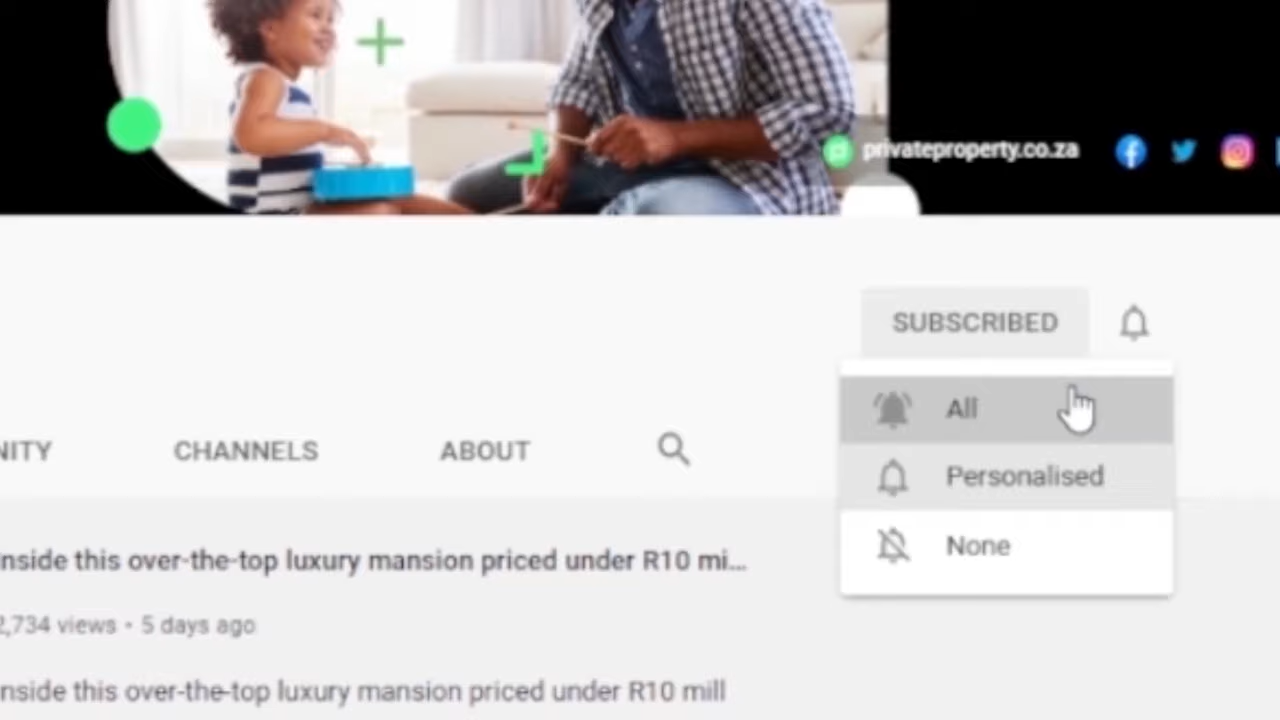 privateproperty.co.za
SUBSCRIBED
All
Personalised
None
NITY CHANNELS ABOUT
nside this over-the-top luxury mansion priced under R10 mi...
2,734 views • 5 days ago
nside this over-the-top luxury mansion priced under R10 mill